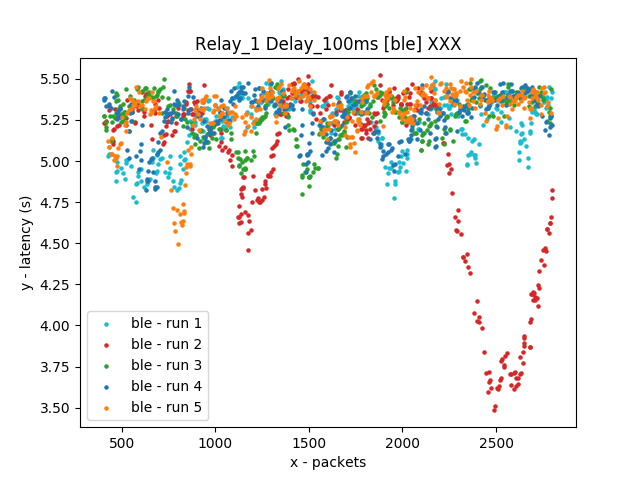 Relay_1 Delay_100ms [ble] XXX
y - latency (s)
5.50
5.25
5.00
4.75
4.50
4.25
4.00
3.75
3.50
ble - run 1
ble - run 2
ble - run 3
ble - run 4
ble - run 5
500 1000 1500 2000 2500
x - packets